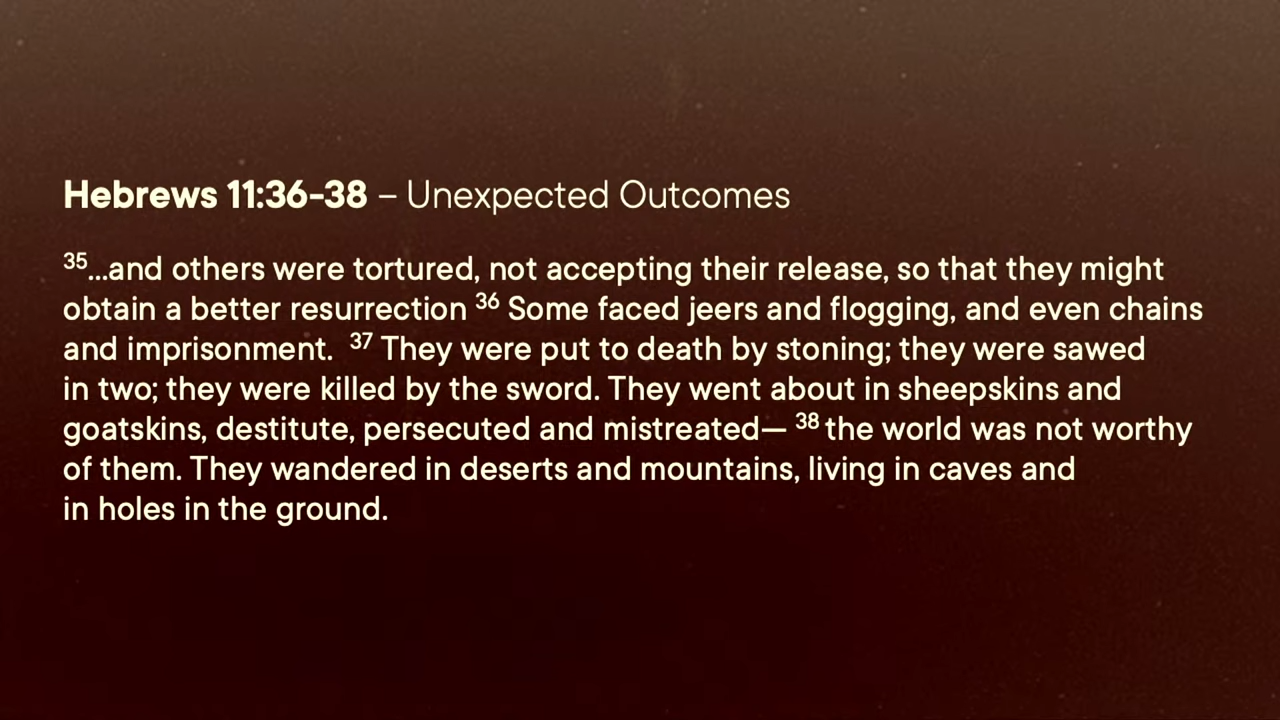 Hebrews 11:36-38 – Unexpected Outcomes
³⁵...and others were tortured, not accepting their release, so that they might
obtain a better resurrection ³⁶ Some faced jeers and flogging, and even chains
and imprisonment.  ³⁷ They were put to death by stoning; they were sawed
in two; they were killed by the sword. They went about in sheepskins and
goatskins, destitute, persecuted and mistreated— ³⁸ the world was not worthy
of them. They wandered in deserts and mountains, living in caves and
in holes in the ground.